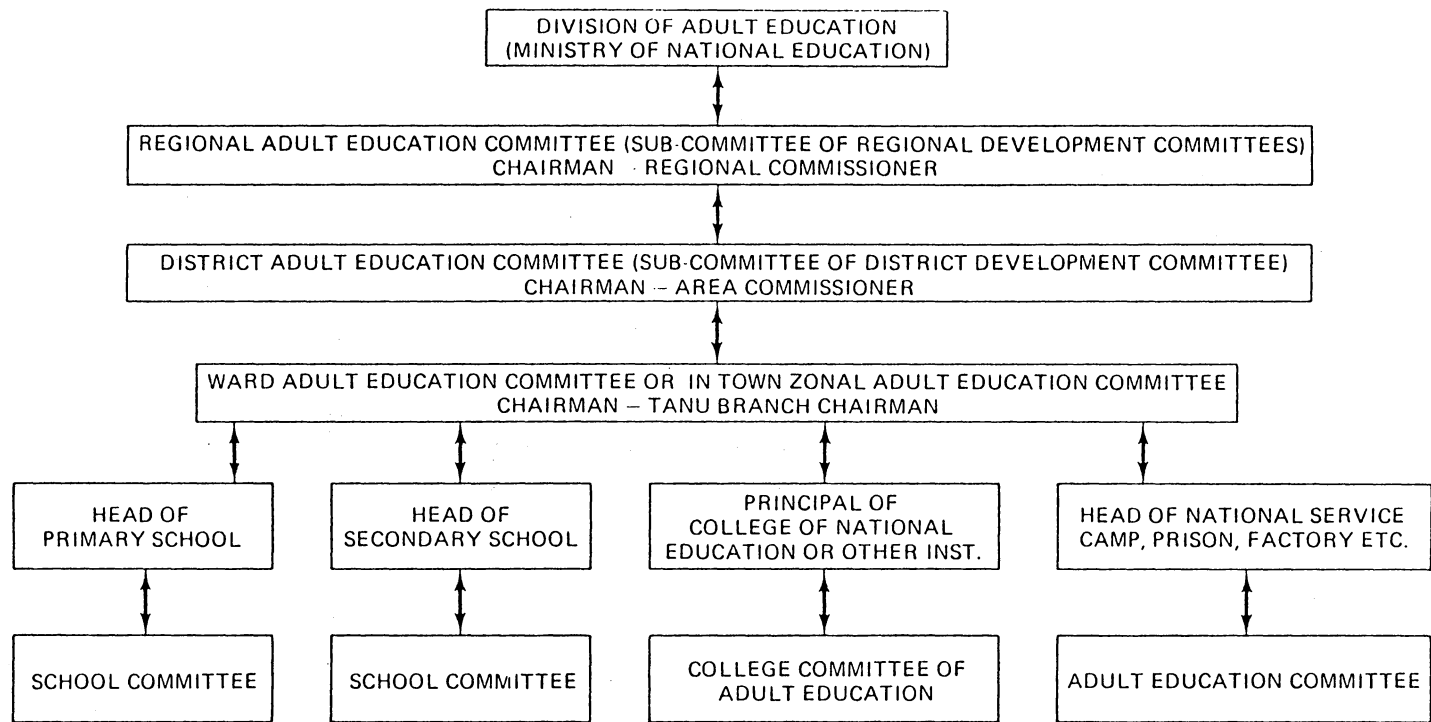 DIVISION OF ADULT EDUCATION
(MINISTRY OF NATIONAL EDUCATION)
REGIONAL ADULT EDUCATION COMMITTEE (SUB-COMMITTEE OF REGIONAL DEVELOPMENT COMMITTEES)
CHAIRMAN - REGIONAL COMMISSIONER
DISTRICT ADULT EDUCATION COMMITTEE (SUB-COMMITTEE OF DISTRICT DEVELOPMENT COMMITTEE)
CHAIRMAN – AREA COMMISSIONER
WARD ADULT EDUCATION COMMITTEE OR IN TOWN ZONAL ADULT EDUCATION COMMITTEE
CHAIRMAN – TANU BRANCH CHAIRMAN
HEAD OF
PRIMARY SCHOOL
HEAD OF
SECONDARY SCHOOL
PRINCIPAL OF
COLLEGE OF NATIONAL
EDUCATION OR OTHER INST.
HEAD OF NATIONAL SERVICE
CAMP, PRISON, FACTORY ETC.
SCHOOL COMMITTEE
SCHOOL COMMITTEE
COLLEGE COMMITTEE OF
ADULT EDUCATION
ADULT EDUCATION COMMITTEE